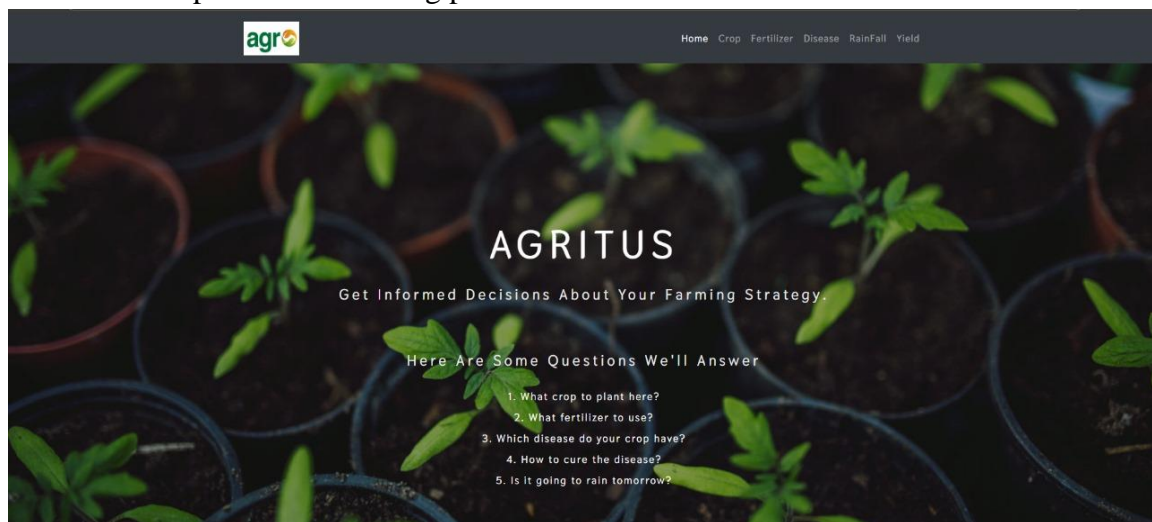 agro
Home Crop Fertilizer Disease RainFall Yield
AGRITUS
Get Informed Decisions About Your Farming Strategy.
Here Are Some Questions We'll Answer
1. What crop to plant here?
2. What fertilizer to use?
3. Which disease do your crop have?
4. How to cure the disease?
5. Is it going to rain tomorrow?